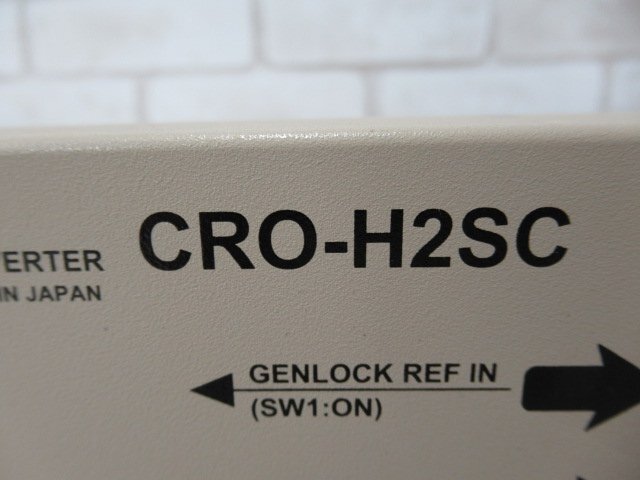 CRO-H2SC
ERTER
IN JAPAN
GENLOCK REF IN
(SW1:ON)